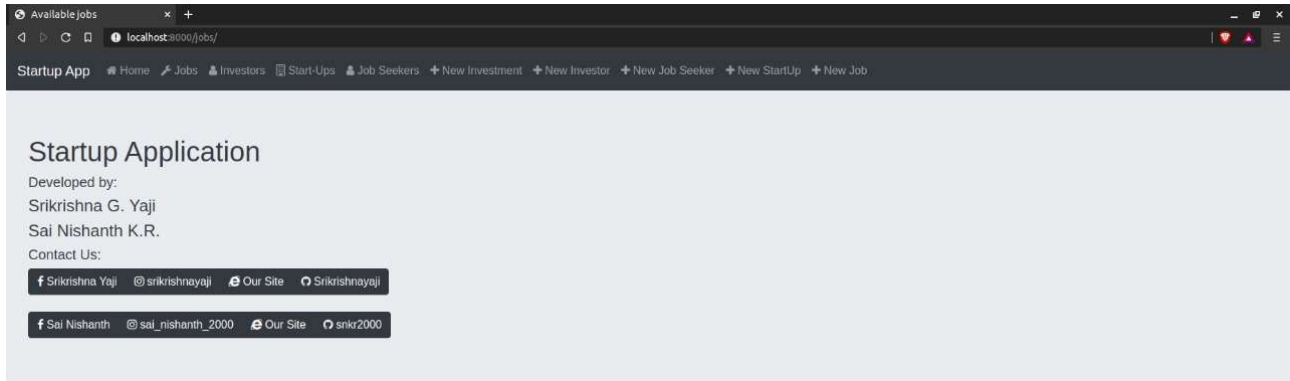 Available jobs × +
localhost:8000/jobs/
Startup App Home Jobs Investors Start-Ups Job Seekers + New Investment + New Investor + New Job Seeker + New StartUp + New Job
Startup Application
Developed by:
Srikrishna G. Yaji
Sai Nishanth K.R.
Contact Us:
Srikrishna Yaji srikrishnayaji Our Site Srikrishnayaji
Sai Nishanth sai_nishanth_2000 Our Site snkr2000